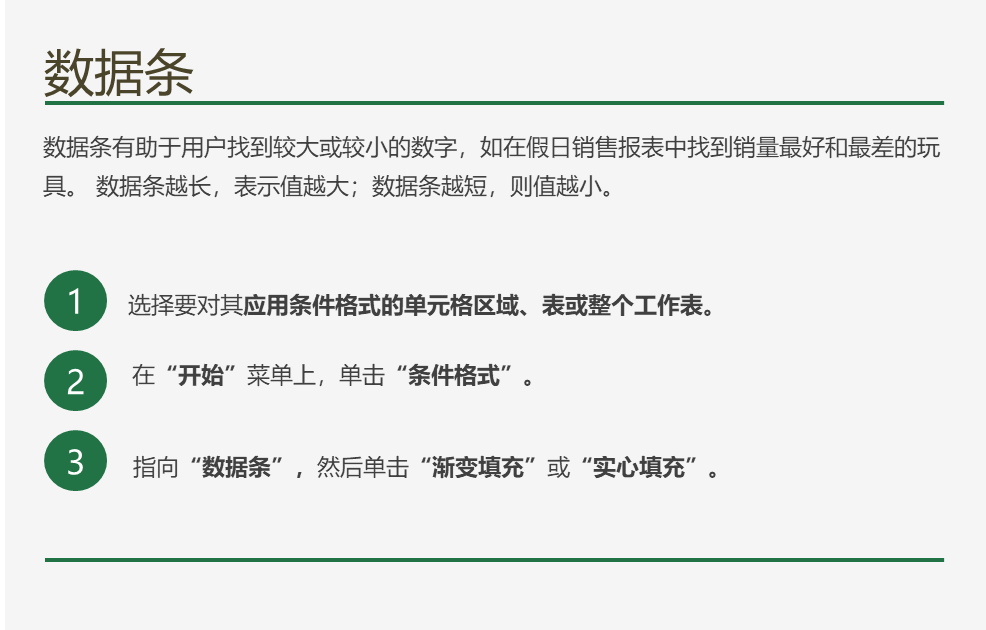 数据条
数据条有助于用户找到较大或较小的数字，如在假日销售报表中找到销量最好和最差的玩
具。 数据条越长，表示值越大；数据条越短，则值越小。
1 选择要对其应用条件格式的单元格区域、表或整个工作表。
2 在“开始”菜单上，单击“条件格式”。
3 指向“数据条”，然后单击“渐变填充”或“实心填充”。